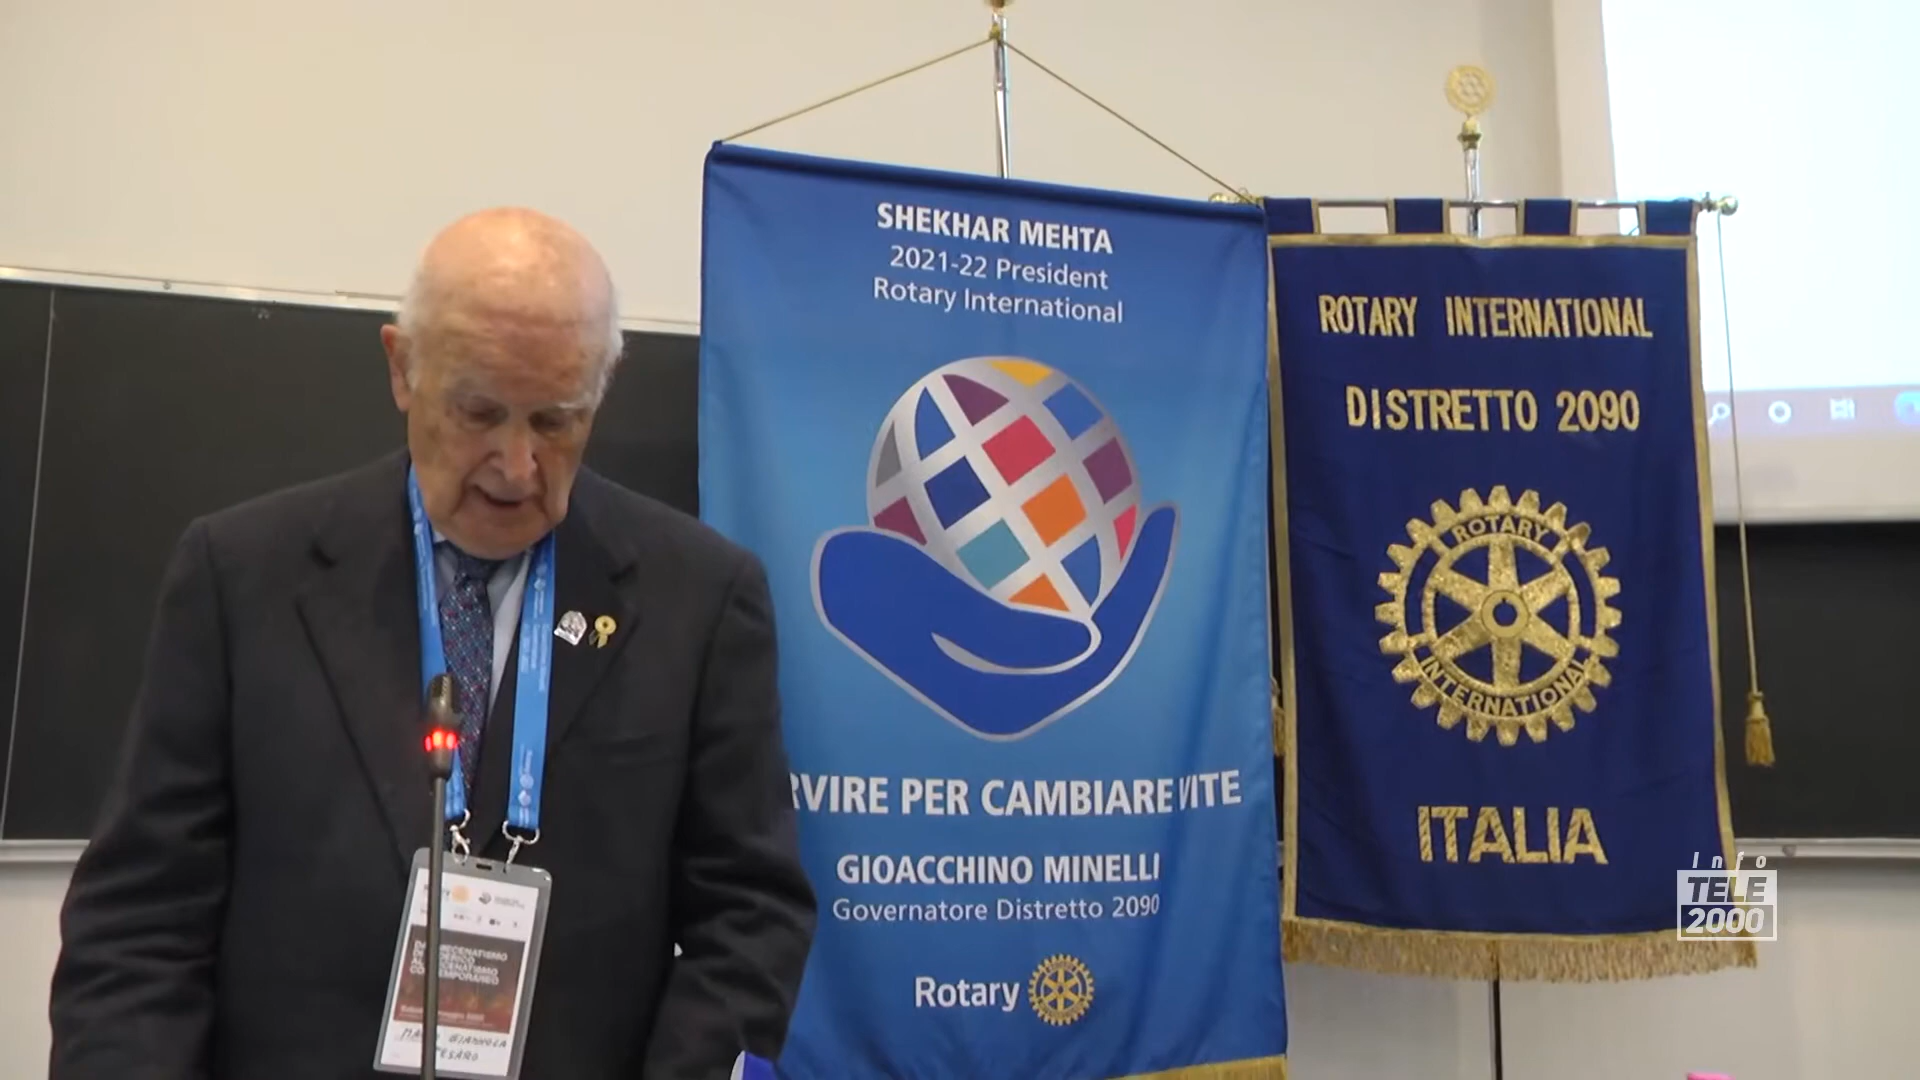 SHEKHAR MEHTA
2021-22 President
Rotary International
RVIRE PER CAMBIARE VITE
GIOACCHINO MINELLI
Governatore Distretto 2090
Rotary
ROTARY INTERNATIONAL
DISTRETTO 2090
ROTARY
INTERNATIONAL
ITALIA
Info
TELE
2000